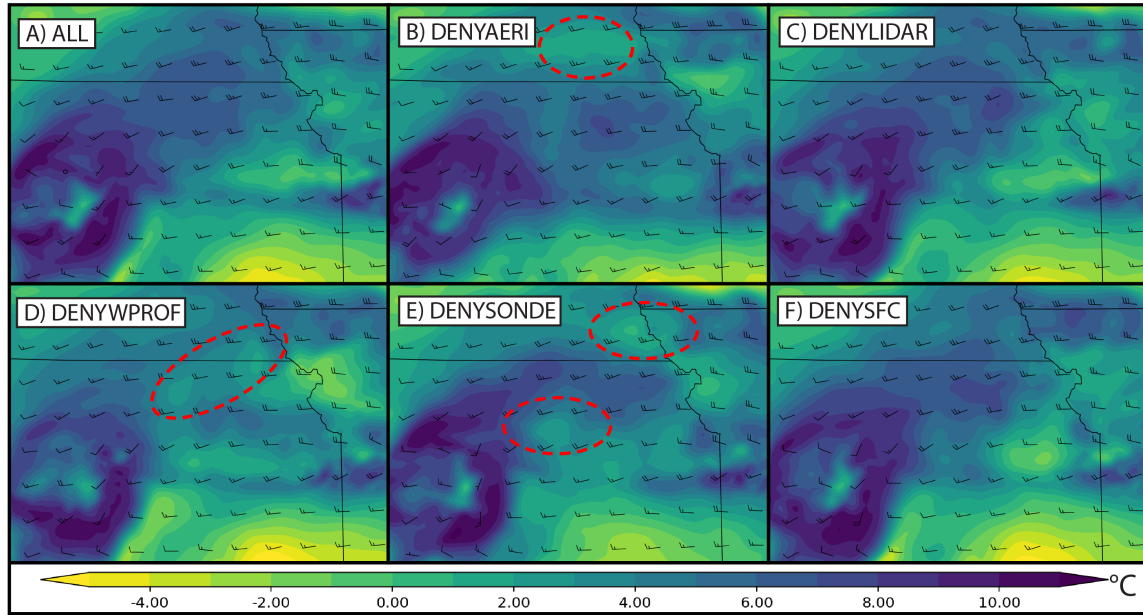 A) ALL
B) DENYAERI
C) DENYLIDAR
D) DENYWPROF
E) DENYSONDE
F) DENYSFC
-4.00 -2.00 0.00 2.00 4.00 6.00 8.00 10.00 °C